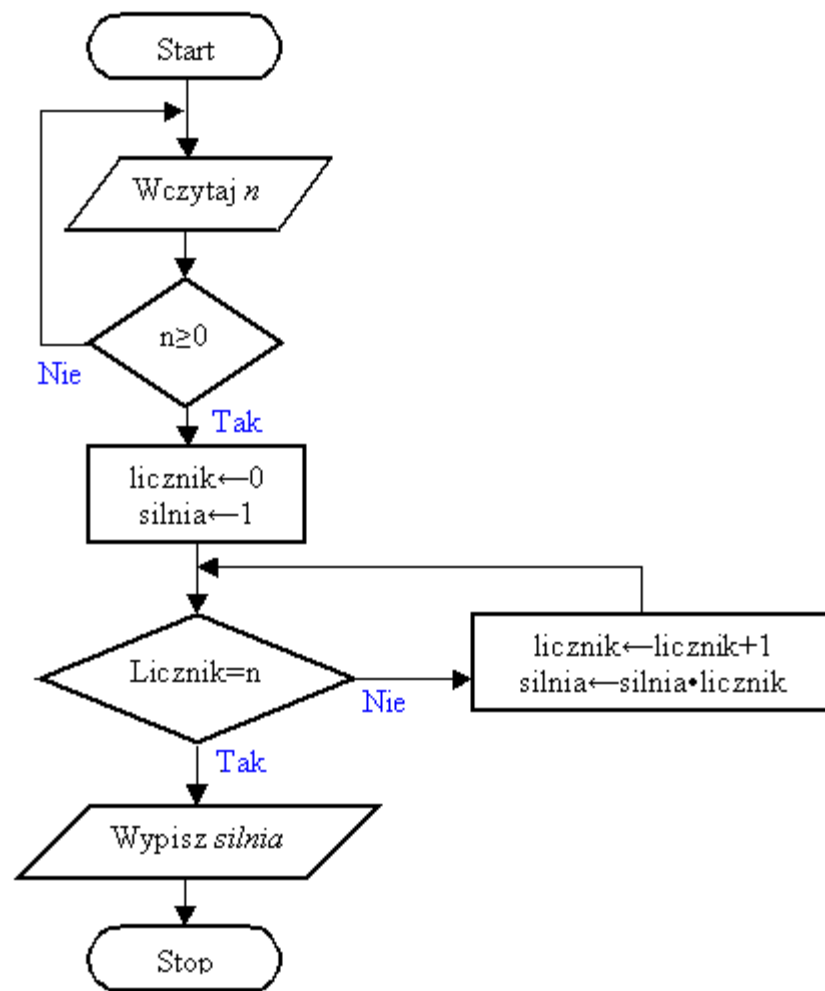 Start
Wczytaj n
n≥0
Nie
Tak
licznik←0
silnia←1
Licznik=n
Nie
licznik←licznik+1
silnia←silnia•licznik
Tak
Wypisz silnia
Stop